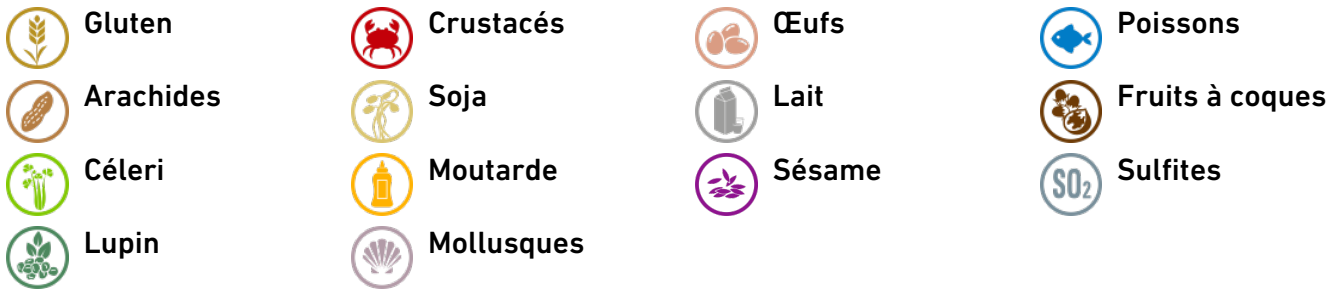 Gluten
Crustacés
Œufs
Poissons
Arachides
Soja
Lait
Fruits à coques
Céleri
Moutarde
Sésame
SO2
Sulfites
Lupin
Mollusques